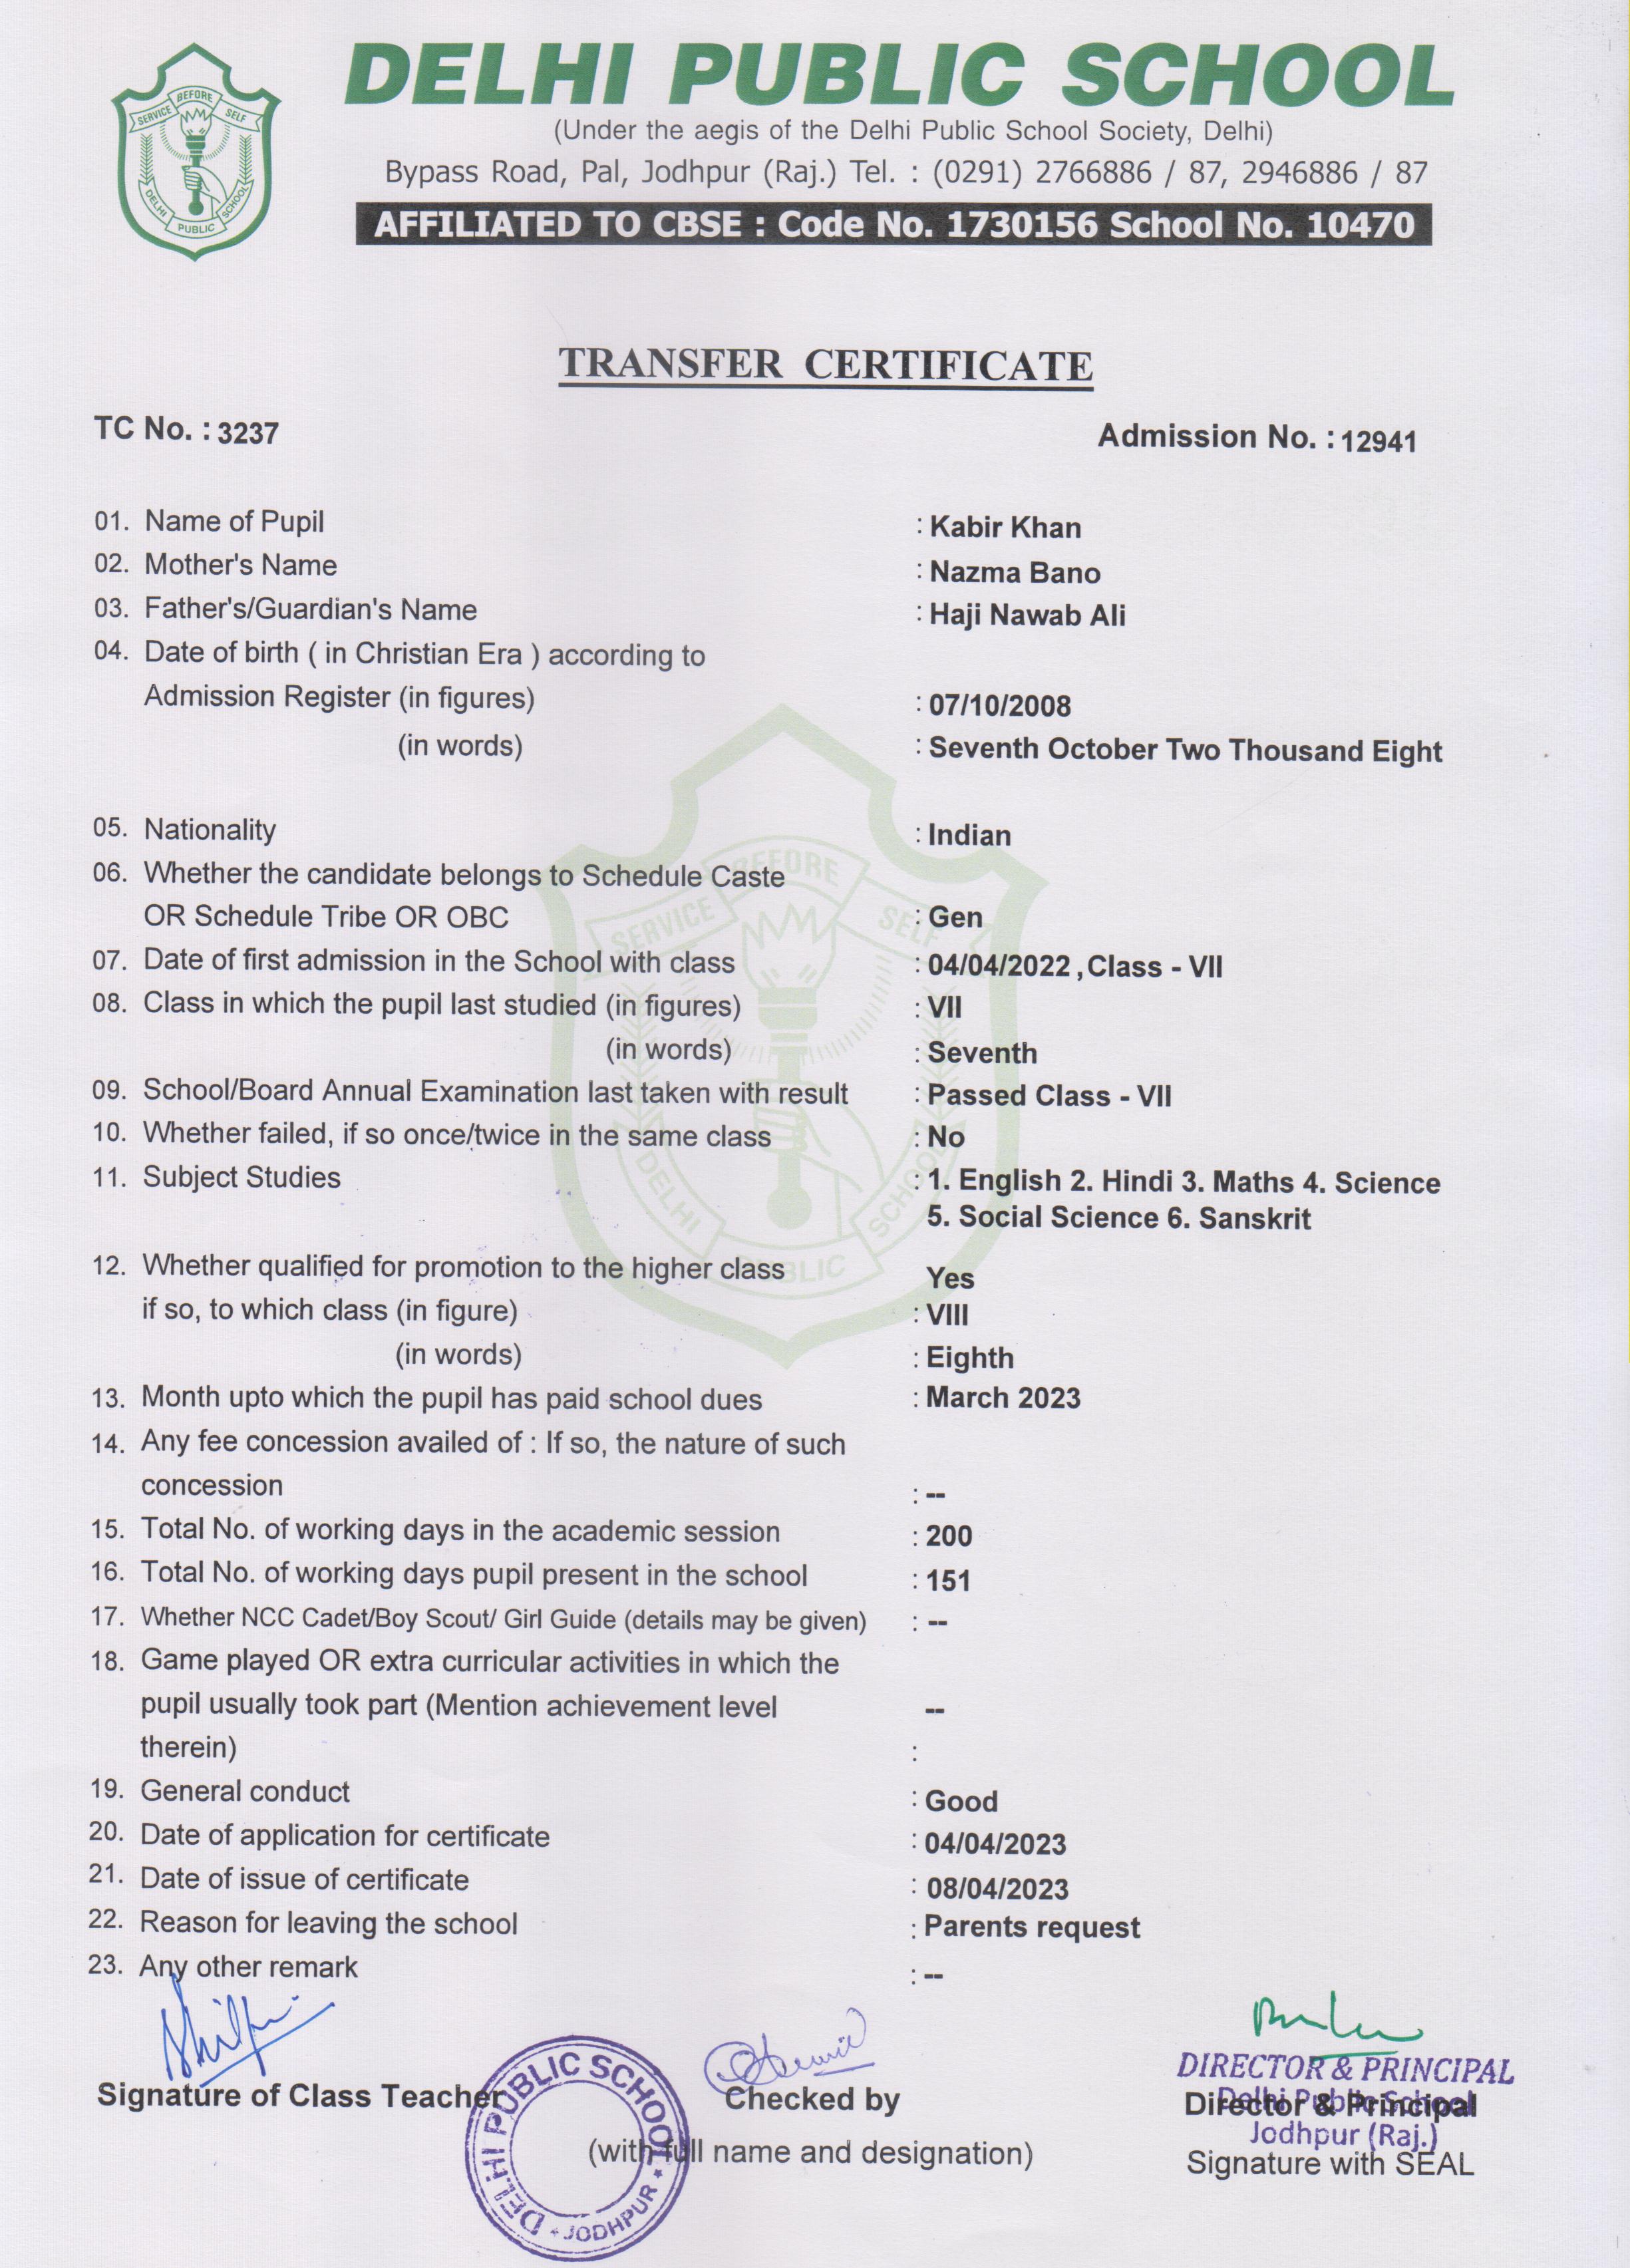 BEFORE
SERVICE SELF
DELHI PUBLIC SCHOOL
DELHI PUBLIC SCHOOL
(Under the aegis of the Delhi Public School Society, Delhi)
Bypass Road, Pal, Jodhpur (Raj.) Tel. : (0291) 2766886 / 87, 2946886 / 87
AFFILIATED TO CBSE : Code No. 1730156 School No. 10470
TRANSFER CERTIFICATE
TC No. : 3237 Admission No. : 12941
01. Name of Pupil : Kabir Khan
02. Mother's Name : Nazma Bano
03. Father's/Guardian's Name : Haji Nawab Ali
04. Date of birth ( in Christian Era ) according to
Admission Register (in figures) : 07/10/2008
(in words) : Seventh October Two Thousand Eight
05. Nationality : Indian
06. Whether the candidate belongs to Schedule Caste
OR Schedule Tribe OR OBC : Gen
07. Date of first admission in the School with class : 04/04/2022 , Class - VII
08. Class in which the pupil last studied (in figures) : VII
(in words) : Seventh
09. School/Board Annual Examination last taken with result : Passed Class - VII
10. Whether failed, if so once/twice in the same class : No
11. Subject Studies : 1. English 2. Hindi 3. Maths 4. Science
5. Social Science 6. Sanskrit
12. Whether qualified for promotion to the higher class Yes
if so, to which class (in figure) : VIII
(in words) : Eighth
13. Month upto which the pupil has paid school dues : March 2023
14. Any fee concession availed of : If so, the nature of such
concession : --
15. Total No. of working days in the academic session : 200
16. Total No. of working days pupil present in the school : 151
17. Whether NCC Cadet/Boy Scout/ Girl Guide (details may be given) : --
18. Game played OR extra curricular activities in which the
pupil usually took part (Mention achievement level --
therein) :
19. General conduct : Good
20. Date of application for certificate : 04/04/2023
21. Date of issue of certificate : 08/04/2023
22. Reason for leaving the school : Parents request
23. Any other remark : --
BEFORE
SERVICE SELF
DELHI PUBLIC SCHOOL
DIRECTOR & PRINCIPAL
Delhi Public School
Jodhpur (Raj.)
Signature of Class Teacher Checked by Director & Principal
(with full name and designation) Signature with SEAL
DELHI PUBLIC SCHOOL
JODHPUR